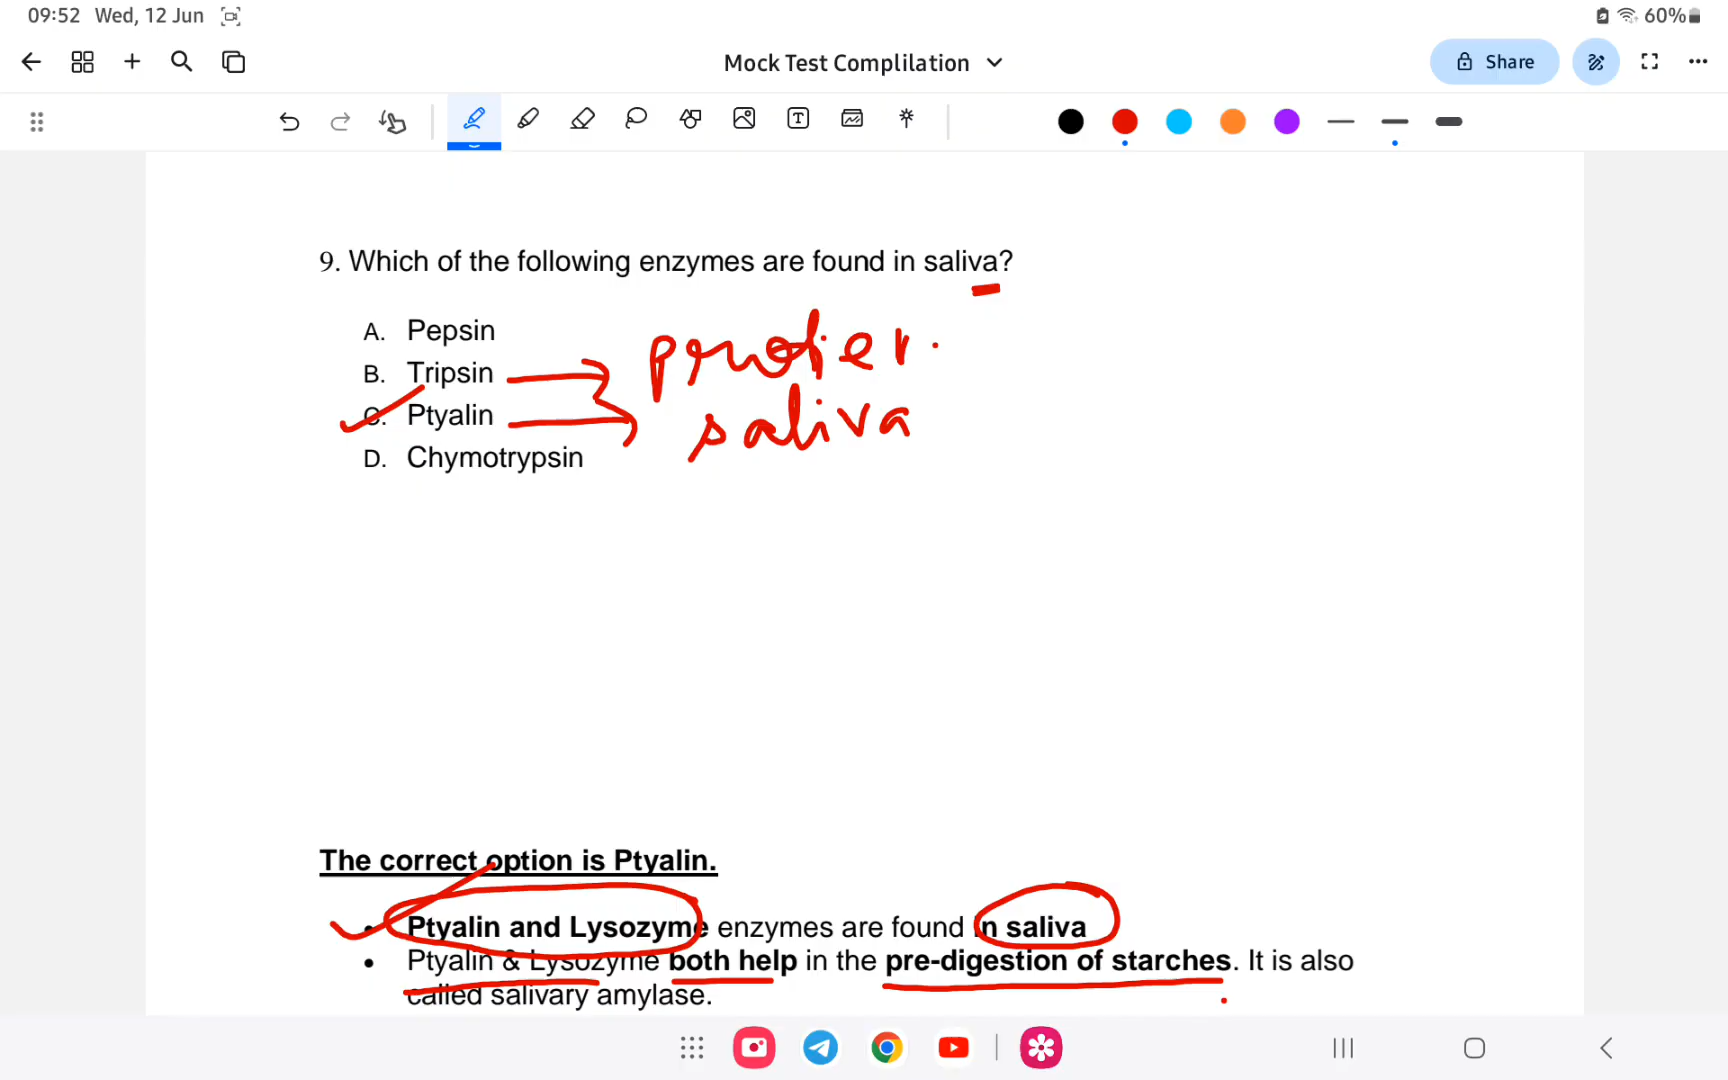 09:52 Wed, 12 Jun 60%
Mock Test Complilation
Share
9. Which of the following enzymes are found in saliva?
A. Pepsin
B. Tripsin
C. Ptyalin
D. Chymotrypsin
saliva
The correct option is Ptyalin.
• Ptyalin and Lysozyme enzymes are found in saliva
• Ptyalin & Lysozyme both help in the pre-digestion of starches. It is also
called salivary amylase.